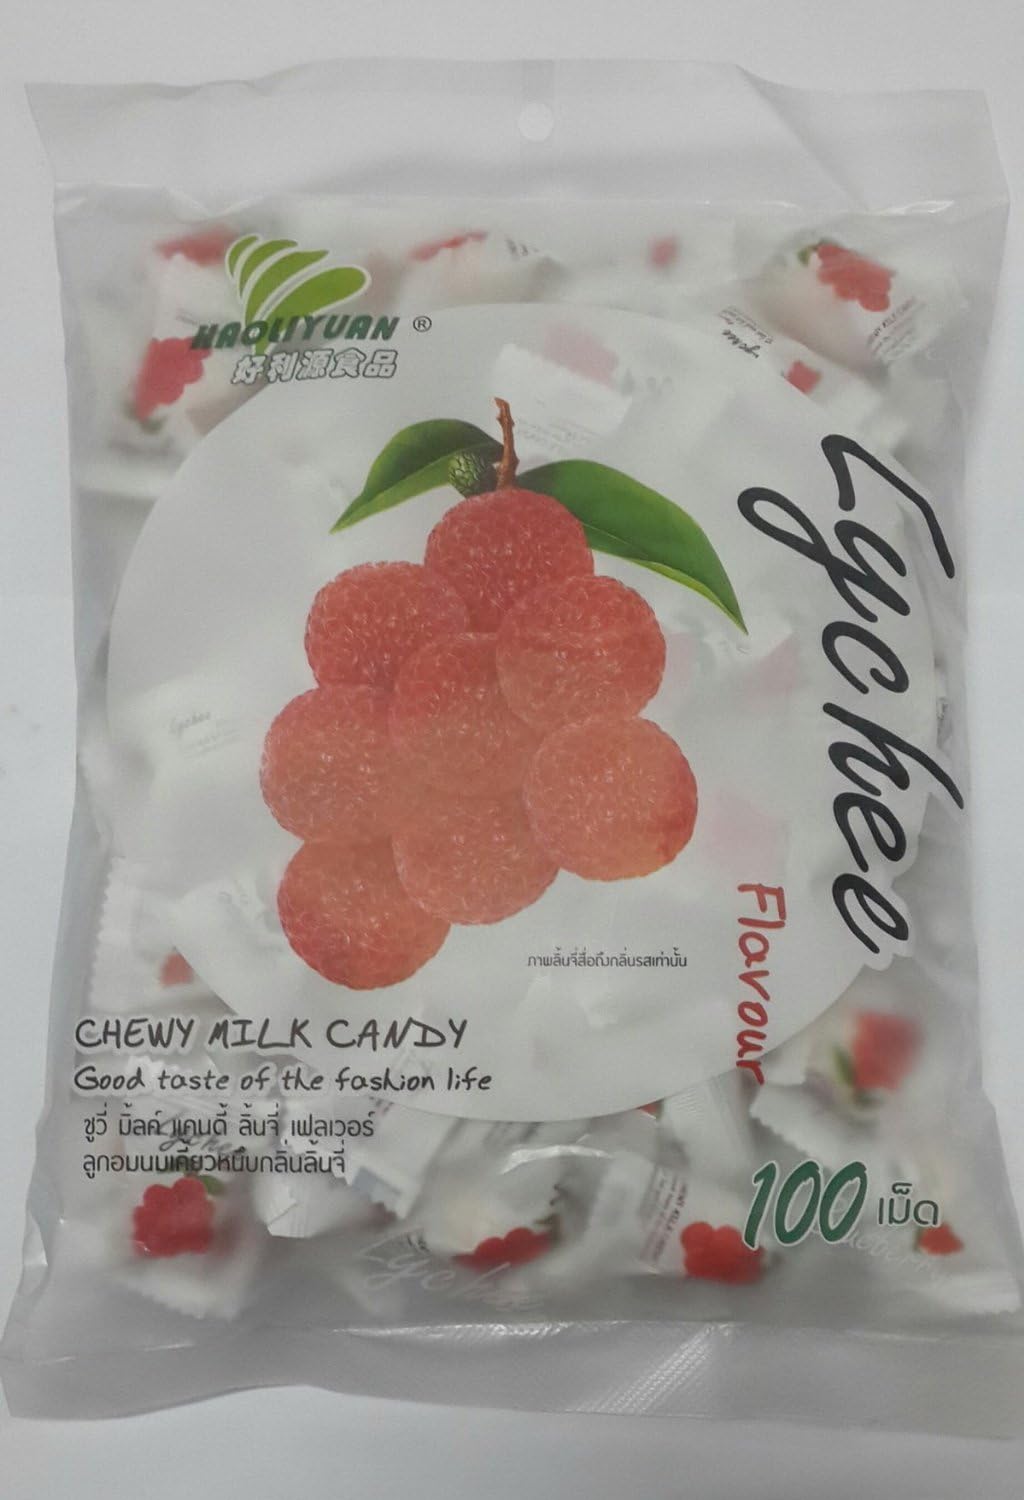 HAOLIYUAN ®
好利源食品
Lychee
Flavour
ภาพลิ้นจี่สื่อถึงกลิ่นรสเท่านั้น
CHEWY MILK CANDY
Good taste of the fashion life
ชูวี่ มิ้ลค์ แคนดี้ ลิ้นจี่ เฟลเวอร์
ลูกอมนมเคี้ยวหนึบกลิ่นลิ้นจี่
100 เม็ด
Lychee
Lychee